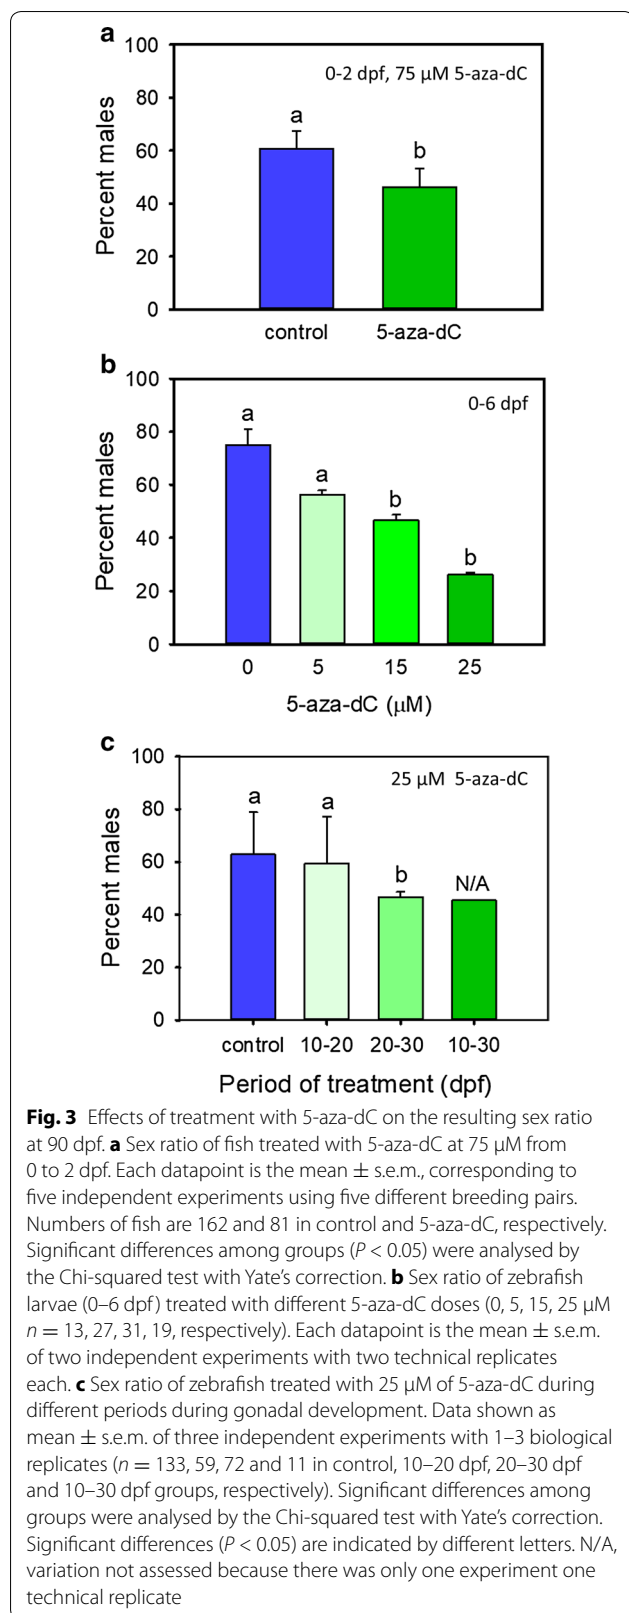 a
100
80
60
40
20
0
Percent males
0-2 dpf, 75 μM 5-aza-dC
a
b
control 5-aza-dC
b
100
80
60
40
20
0
Percent males
0-6 dpf
a
a
b
b
0 5 15 25
5-aza-dC (μM)
c
100
80
60
40
20
0
Percent males
25 μM 5-aza-dC
a
a
b
N/A
control 10-20 20-30 10-30
Period of treatment (dpf)
Fig. 3 Effects of treatment with 5-aza-dC on the resulting sex ratio
at 90 dpf. a Sex ratio of fish treated with 5-aza-dC at 75 μM from
0 to 2 dpf. Each datapoint is the mean ± s.e.m., corresponding to
five independent experiments using five different breeding pairs.
Numbers of fish are 162 and 81 in control and 5-aza-dC, respectively.
Significant differences among groups (P < 0.05) were analysed by
the Chi-squared test with Yate's correction. b Sex ratio of zebrafish
larvae (0–6 dpf) treated with different 5-aza-dC doses (0, 5, 15, 25 μM
n = 13, 27, 31, 19, respectively). Each datapoint is the mean ± s.e.m.
of two independent experiments with two technical replicates
each. c Sex ratio of zebrafish treated with 25 μM of 5-aza-dC during
different periods during gonadal development. Data shown as
mean ± s.e.m. of three independent experiments with 1–3 biological
replicates (n = 133, 59, 72 and 11 in control, 10–20 dpf, 20–30 dpf
and 10–30 dpf groups, respectively). Significant differences among
groups were analysed by the Chi-squared test with Yate's correction.
Significant differences (P < 0.05) are indicated by different letters. N/A,
variation not assessed because there was only one experiment one
technical replicate